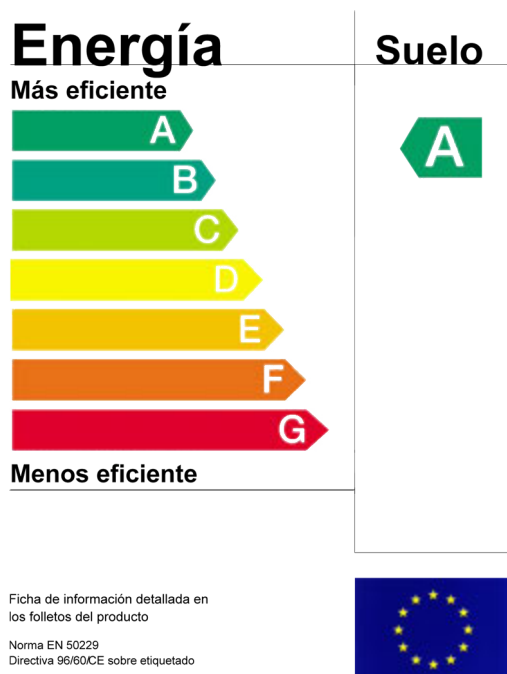 Energía
Suelo
Más eficiente
A
A
B
C
D
E
F
G
Menos eficiente
Ficha de información detallada en
los folletos del producto
Norma EN 50229
Directiva 96/60/CE sobre etiquetado